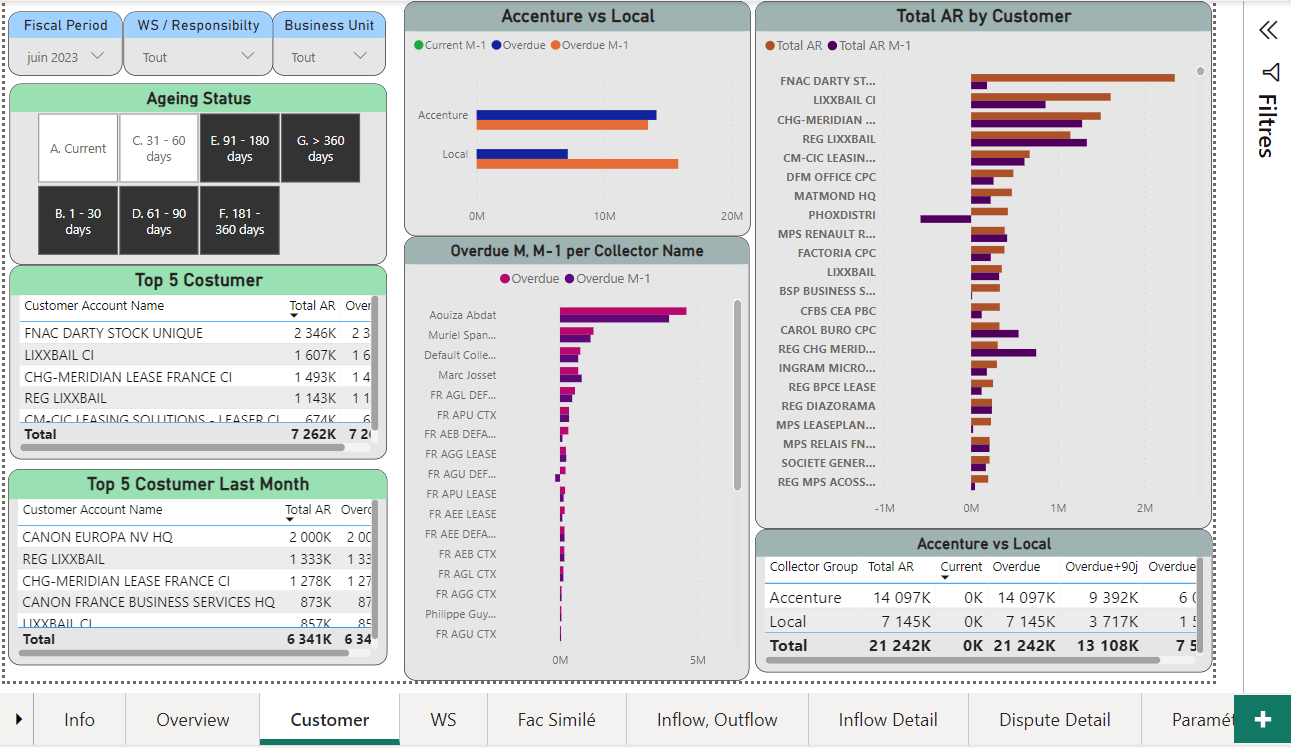 Fiscal Period
juin 2023
WS / Responsibilty
Tout
Business Unit
Tout
Ageing Status
A. Current
C. 31 - 60
days
E. 91 - 180
days
G. > 360
days
B. 1 - 30
days
D. 61 - 90
days
F. 181 -
360 days
Top 5 Costumer
Customer Account Name Total AR Over
FNAC DARTY STOCK UNIQUE 2 346K 2 3
LIXXBAIL CI 1 607K 1 6
CHG-MERIDIAN LEASE FRANCE CI 1 493K 1 4
REG LIXXBAIL 1 143K 1 1
CM-CIC LEASING SOLUTIONS - LEASER CI 674K 6
Total 7 262K 7 26
Top 5 Costumer Last Month
Customer Account Name Total AR Overd
CANON EUROPA NV HQ 2 000K 2 00
REG LIXXBAIL 1 333K 1 33
CHG-MERIDIAN LEASE FRANCE CI 1 278K 1 27
CANON FRANCE BUSINESS SERVICES HQ 873K 87
LIXXBAIL CI 857K 85
Total 6 341K 6 34
Accenture vs Local
Current M-1 Overdue Overdue M-1
Accenture
Local
0M 10M 20M
Overdue M, M-1 per Collector Name
Overdue Overdue M-1
Aouiza Abdat
Muriel Span...
Default Colle...
Marc Josset
FR AGL DEF...
FR APU CTX
FR AEB DEFA...
FR AGG LEASE
FR AGU DEF...
FR APU LEASE
FR AEE LEASE
FR AEE DEFA...
FR AEB CTX
FR AGL CTX
FR AGG CTX
Philippe Guy...
FR AGU CTX
0M 5M
Total AR by Customer
Total AR Total AR M-1
FNAC DARTY ST...
LIXXBAIL CI
CHG-MERIDIAN ...
REG LIXXBAIL
CM-CIC LEASIN...
DFM OFFICE CPC
MATMOND HQ
PHOXDISTRI
MPS RENAULT R...
FACTORIA CPC
LIXXBAIL
BSP BUSINESS S...
CFBS CEA PBC
CAROL BURO CPC
REG CHG MERID...
INGRAM MICRO...
REG BPCE LEASE
REG DIAZORAMA
MPS LEASEPLAN...
MPS RELAIS FN...
SOCIETE GENER...
REG MPS ACOSS...
-1M 0M 1M 2M
Accenture vs Local
Collector Group Total AR Current Overdue Overdue+90j Overdue
Accenture 14 097K 0K 14 097K 9 392K 6 0
Local 7 145K 0K 7 145K 3 717K 1 5
Total 21 242K 0K 21 242K 13 108K 7 5
Filtres
Info Overview Customer WS Fac Similé Inflow, Outflow Inflow Detail Dispute Detail Paramét
+